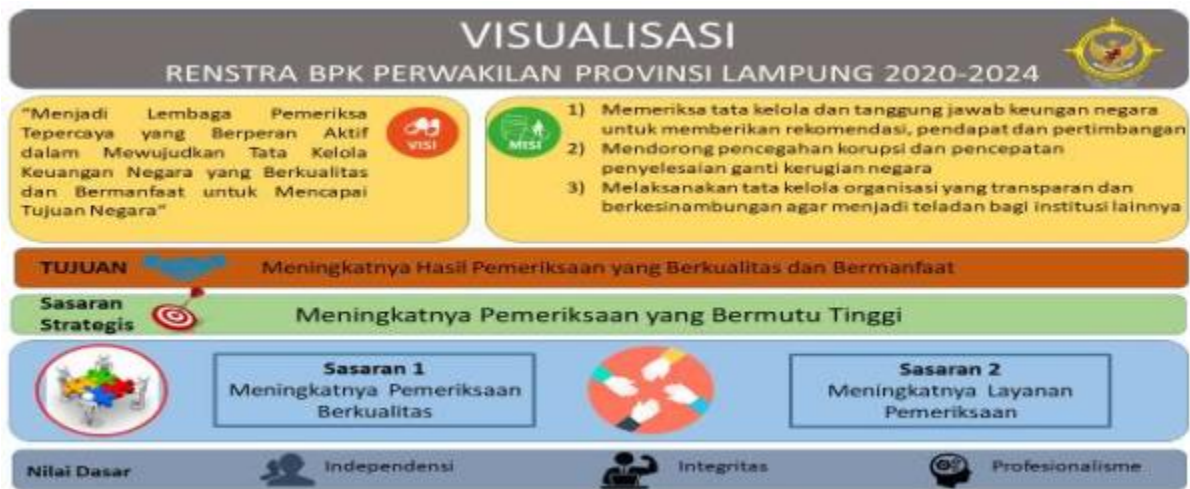 VISUALISASI
RENSTRA BPK PERWAKILAN PROVINSI LAMPUNG 2020-2024
"Menjadi Lembaga Pemeriksa
Tepercaya yang Berperan Aktif
dalam Mewujudkan Tata Kelola
Keuangan Negara yang Berkualitas
dan Bermanfaat untuk Mencapai
Tujuan Negara"
VISI
MISI
1) Memeriksa tata kelola dan tanggung jawab keungan negara
untuk memberikan rekomendasi, pendapat dan pertimbangan
2) Mendorong pencegahan korupsi dan pencepatan
penyelesaian ganti kerugian negara
3) Melaksanakan tata kelola organisasi yang transparan dan
berkesinambungan agar menjadi teladan bagi institusi lainnya
TUJUAN Meningkatnya Hasil Pemeriksaan yang Berkualitas dan Bermanfaat
Sasaran
Strategis
Meningkatnya Pemeriksaan yang Bermutu Tinggi
Sasaran 1
Meningkatnya Pemeriksaan
Berkualitas
Sasaran 2
Meningkatnya Layanan
Pemeriksaan
Nilai Dasar Independensi Integritas Profesionalisme